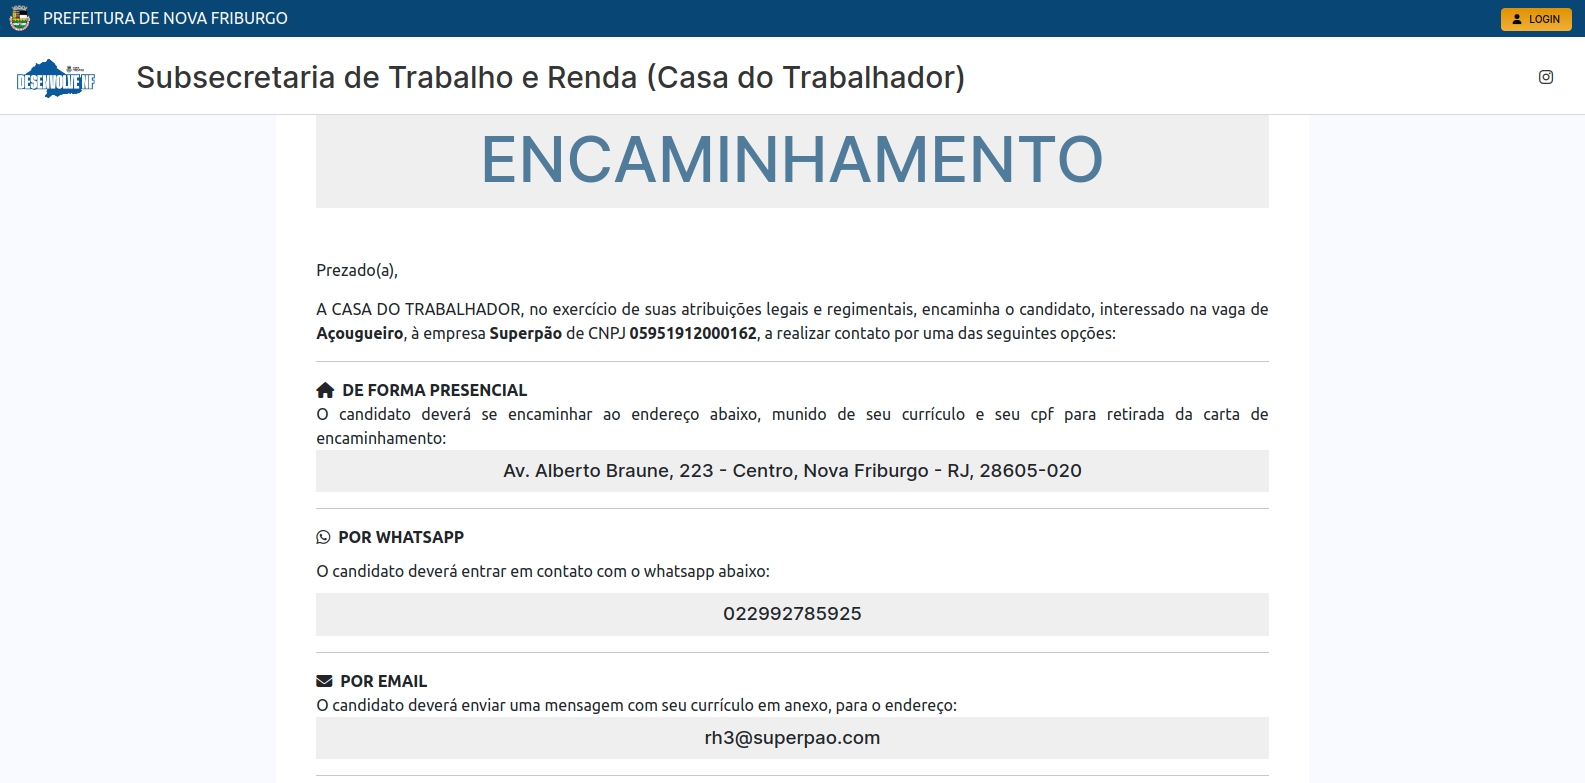 PREFEITURA DE NOVA FRIBURGO
LOGIN
DESENVOLVE NF
Subsecretaria de Trabalho e Renda (Casa do Trabalhador)
ENCAMINHAMENTO
Prezado(a),
A CASA DO TRABALHADOR, no exercício de suas atribuições legais e regimentais, encaminha o candidato, interessado na vaga de
Açougueiro, à empresa Superpão de CNPJ 05951912000162, a realizar contato por uma das seguintes opções:
DE FORMA PRESENCIAL
O candidato deverá se encaminhar ao endereço abaixo, munido de seu currículo e seu cpf para retirada da carta de
encaminhamento:
Av. Alberto Braune, 223 - Centro, Nova Friburgo - RJ, 28605-020
POR WHATSAPP
O candidato deverá entrar em contato com o whatsapp abaixo:
022992785925
POR EMAIL
O candidato deverá enviar uma mensagem com seu currículo em anexo, para o endereço:
rh3@superpao.com